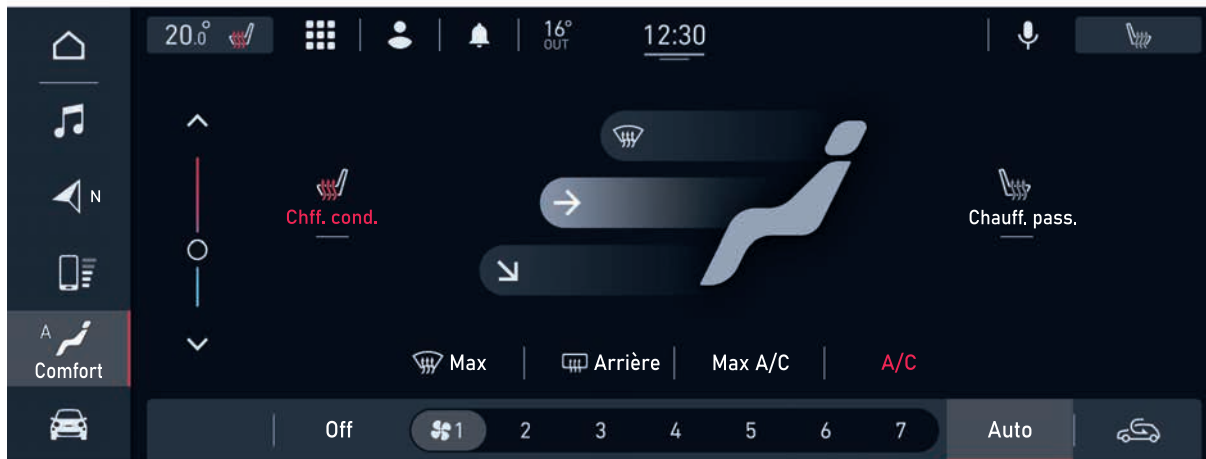 20.0°
16°
OUT
12:30
N
Chff. cond.
Chauff. pass.
A
Comfort
Max
Arrière
Max A/C
A/C
Off
1 2 3 4 5 6 7
Auto